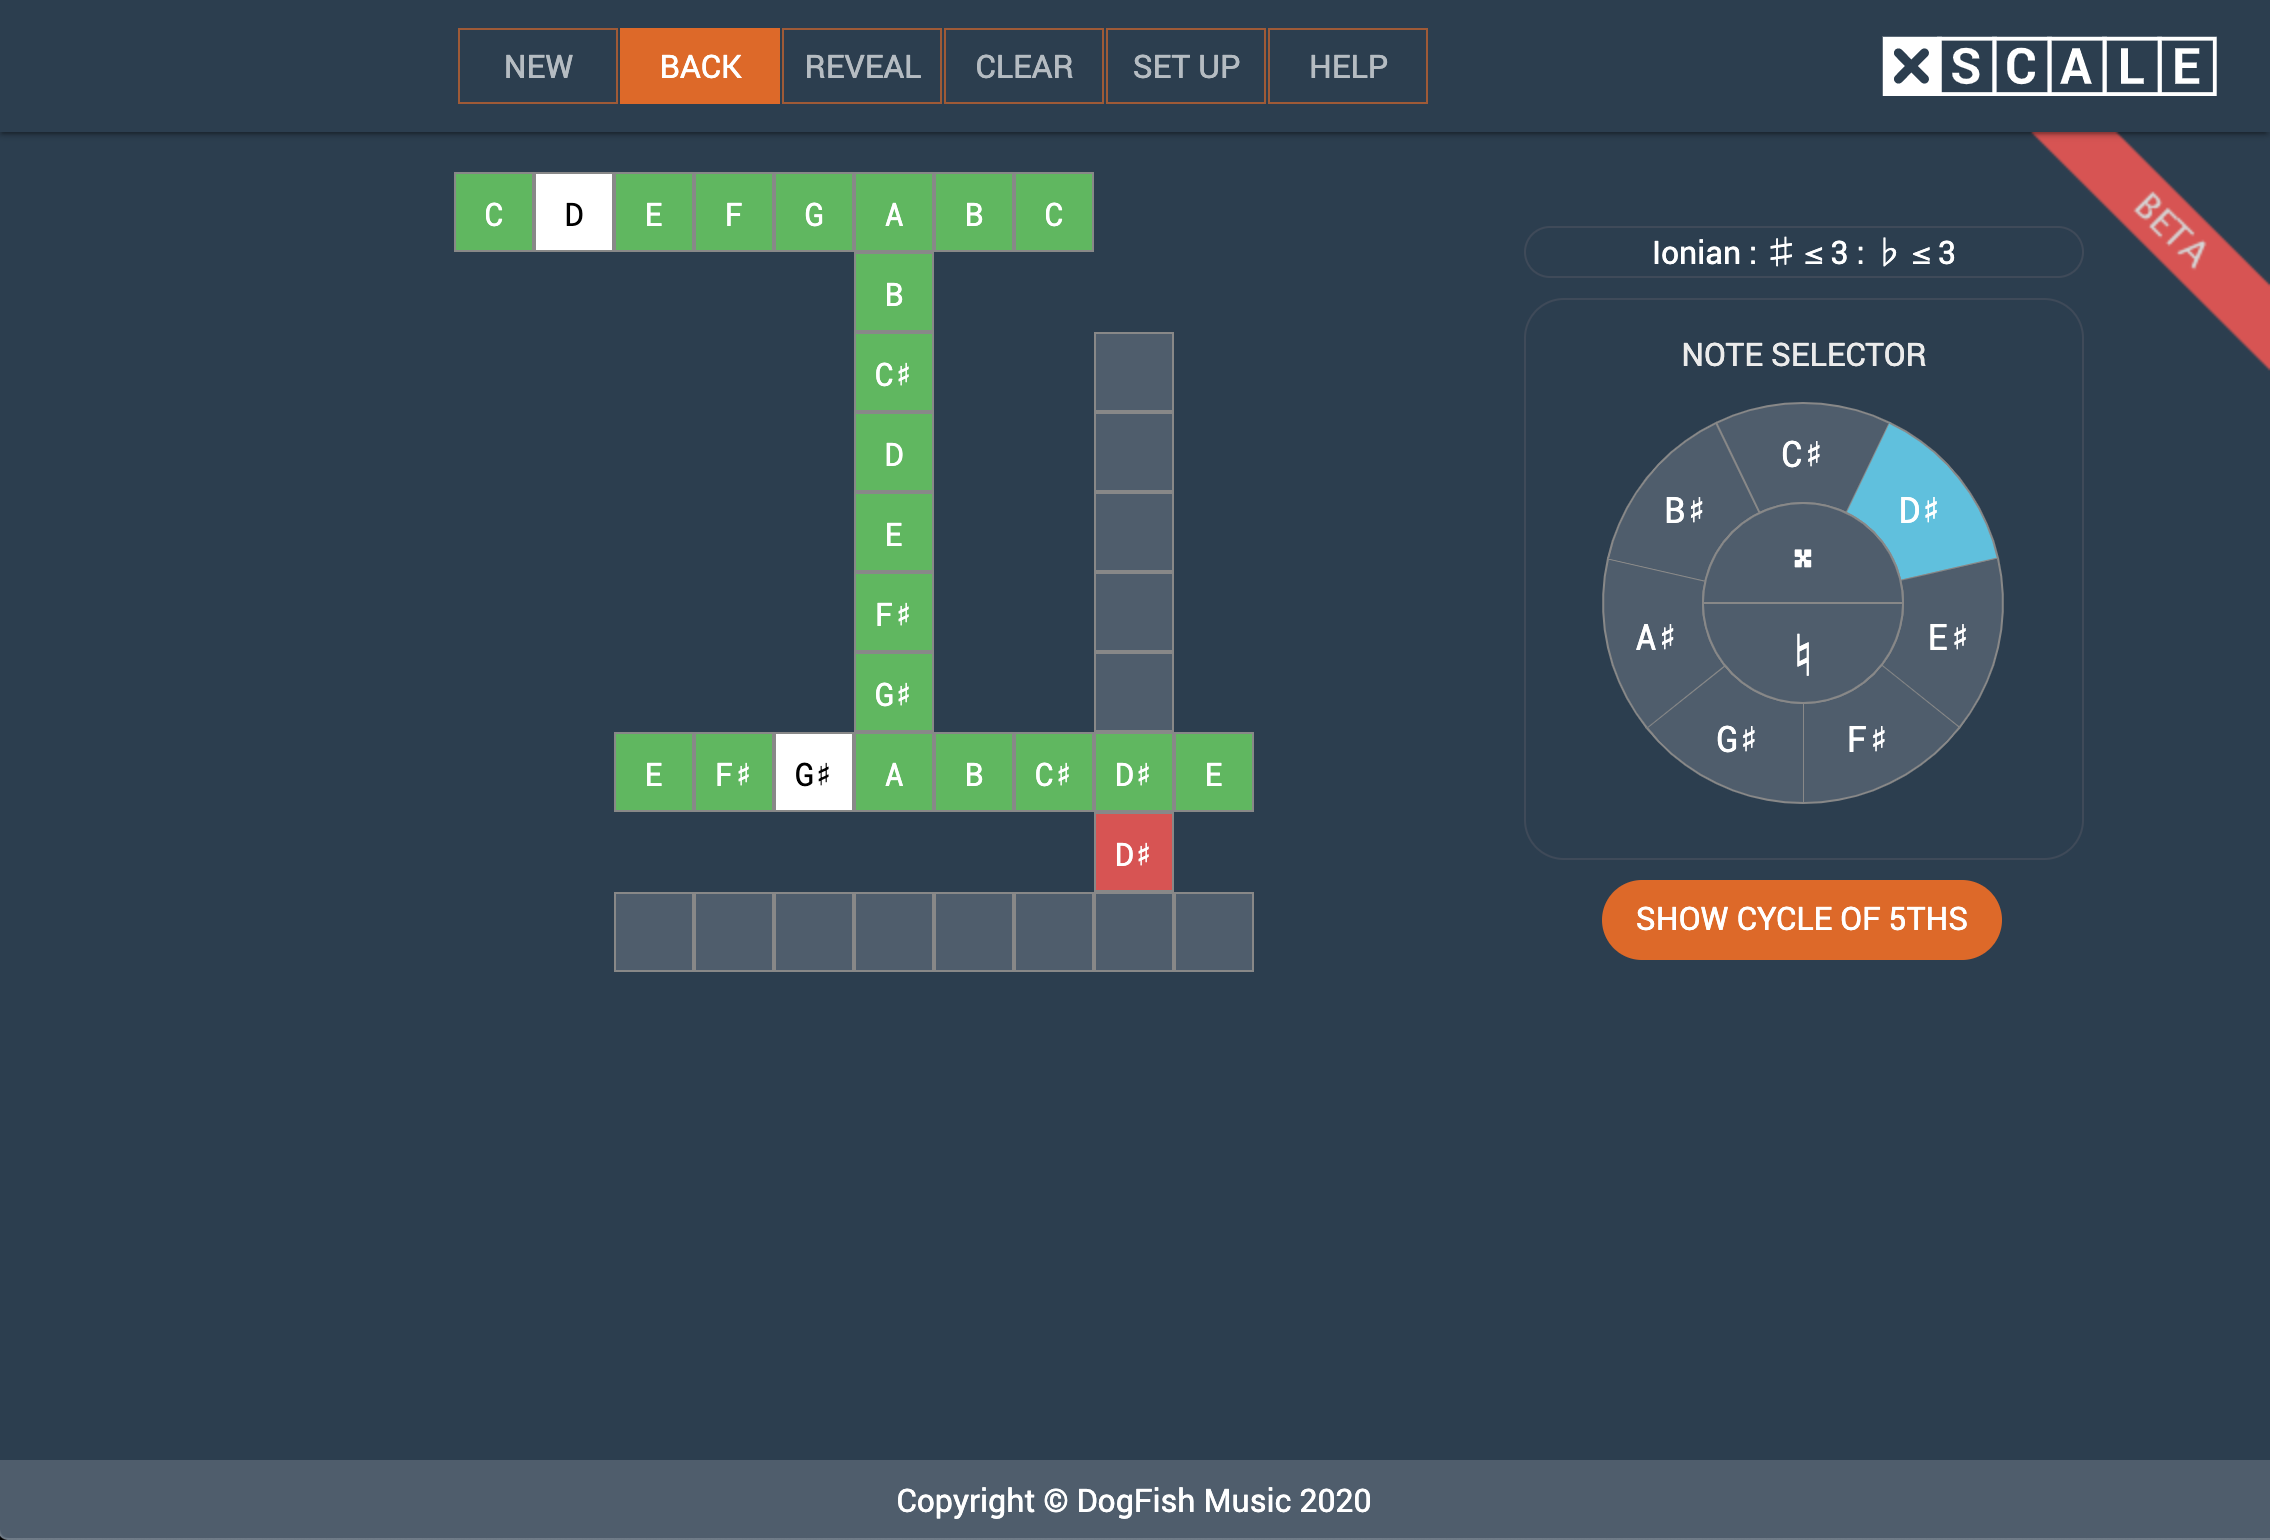 NEW BACK REVEAL CLEAR SET UP HELP
XSCALE
BETA
C D E F G A B C
Ionian : ♯ ≤ 3 : ♭ ≤ 3
B
NOTE SELECTOR
C♯
D
E
F♯
G♯
E F♯ G♯ A B C♯ D♯ E
D♯
C♯
B♯ D♯
𝄪
A♯ ♮ E♯
G♯ F♯
SHOW CYCLE OF 5THS
Copyright © DogFish Music 2020